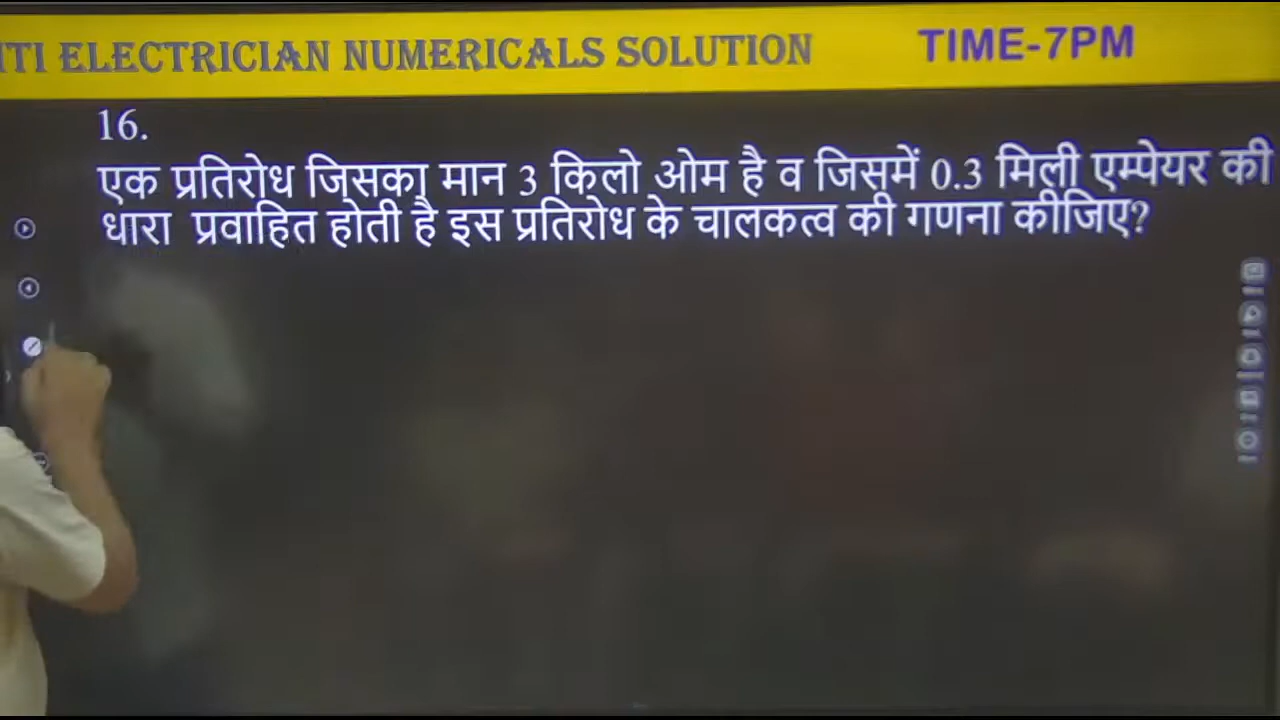 ITI ELECTRICIAN NUMERICALS SOLUTION TIME-7PM
16.
एक प्रतिरोध जिसका मान 3 किलो ओम है व जिसमें 0.3 मिली एम्पेयर की
धारा प्रवाहित होती है इस प्रतिरोध के चालकत्व की गणना कीजिए?